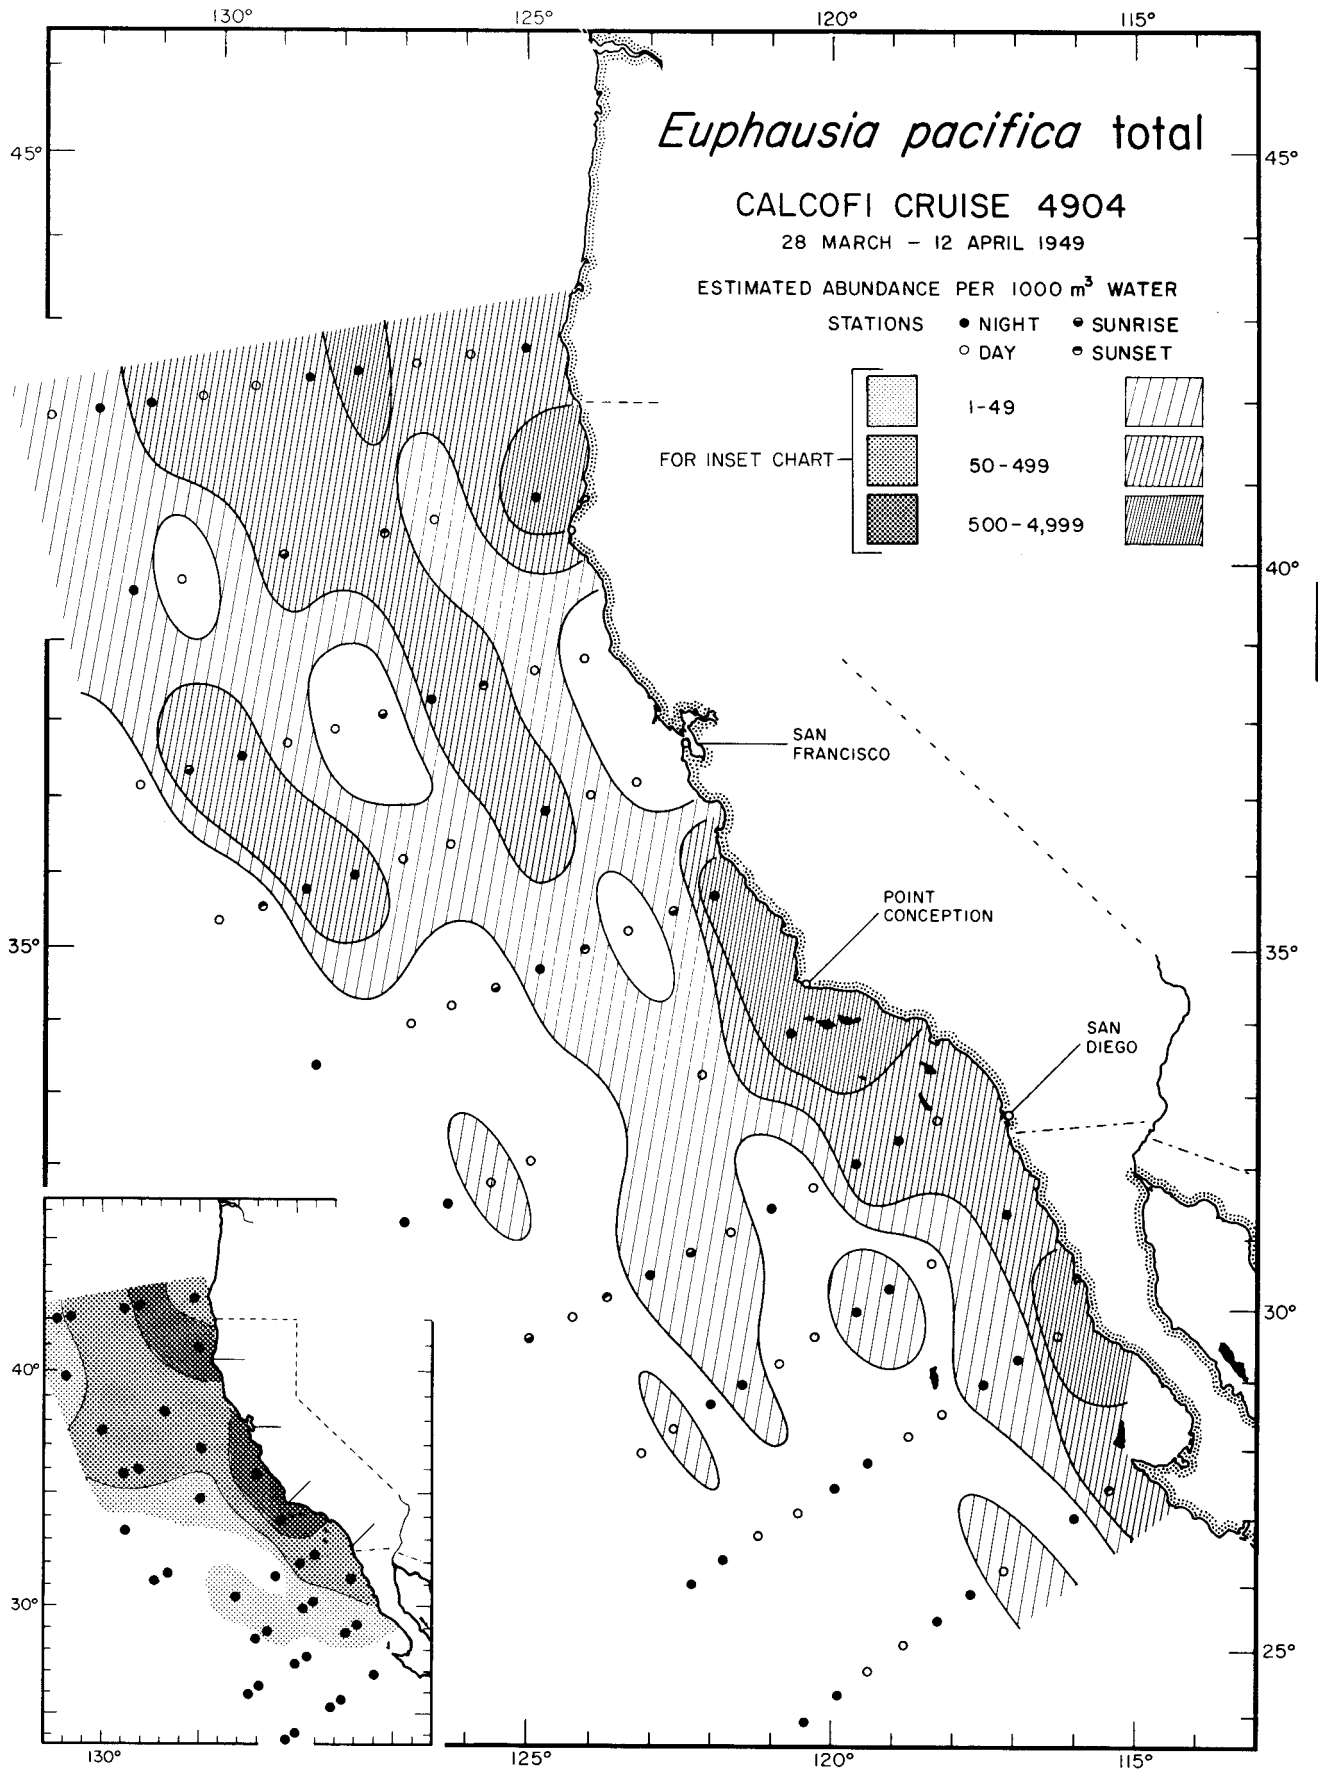 130° 125° 120° 115°
Euphausia pacifica total
CALCOFI CRUISE 4904
28 MARCH – 12 APRIL 1949
ESTIMATED ABUNDANCE PER 1000 m³ WATER
STATIONS ● NIGHT SUNRISE
○ DAY SUNSET
1-49
FOR INSET CHART 50-499
500-4,999
45° 45°
40°
SAN
FRANCISCO
POINT
CONCEPTION
35° 35°
SAN
DIEGO
30°
40°
30°
25°
130° 125° 120° 115°